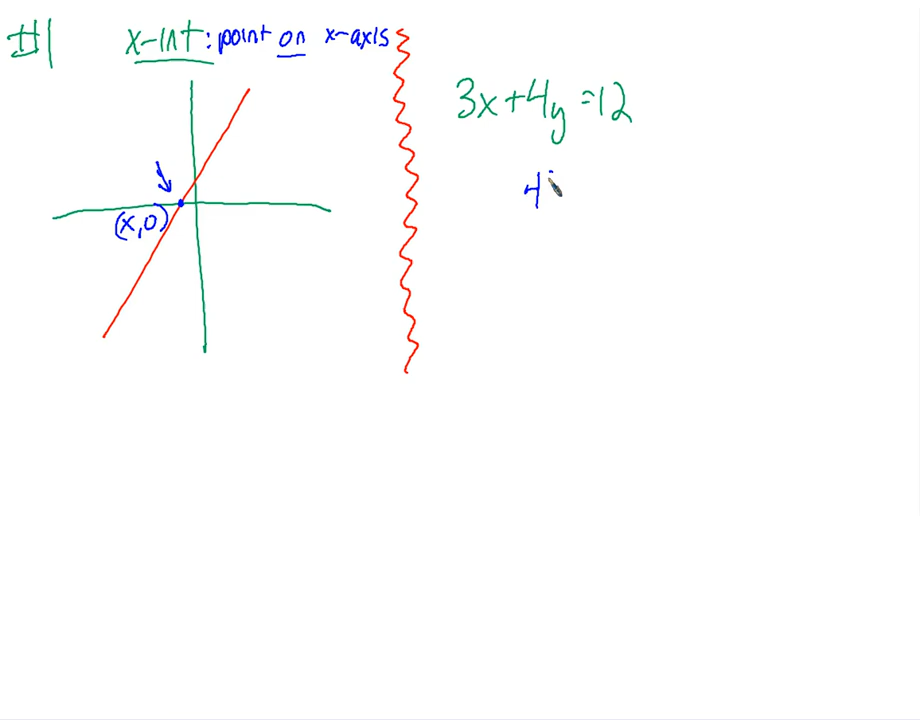 #1
x-int: point on x-axis
(x,0)
3x+4y=12
4